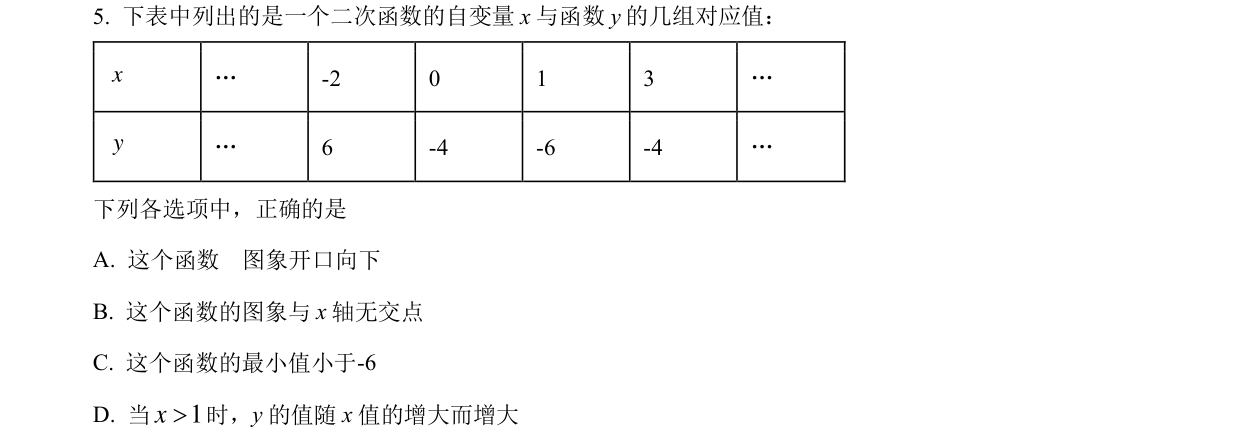 5. 下表中列出的是一个二次函数的自变量 x 与函数 y 的几组对应值：
x … -2 0 1 3 …
y … 6 -4 -6 -4 …
下列各选项中，正确的是
A. 这个函数 图象开口向下
B. 这个函数的图象与 x 轴无交点
C. 这个函数的最小值小于-6
D. 当 x > 1 时，y 的值随 x 值的增大而增大